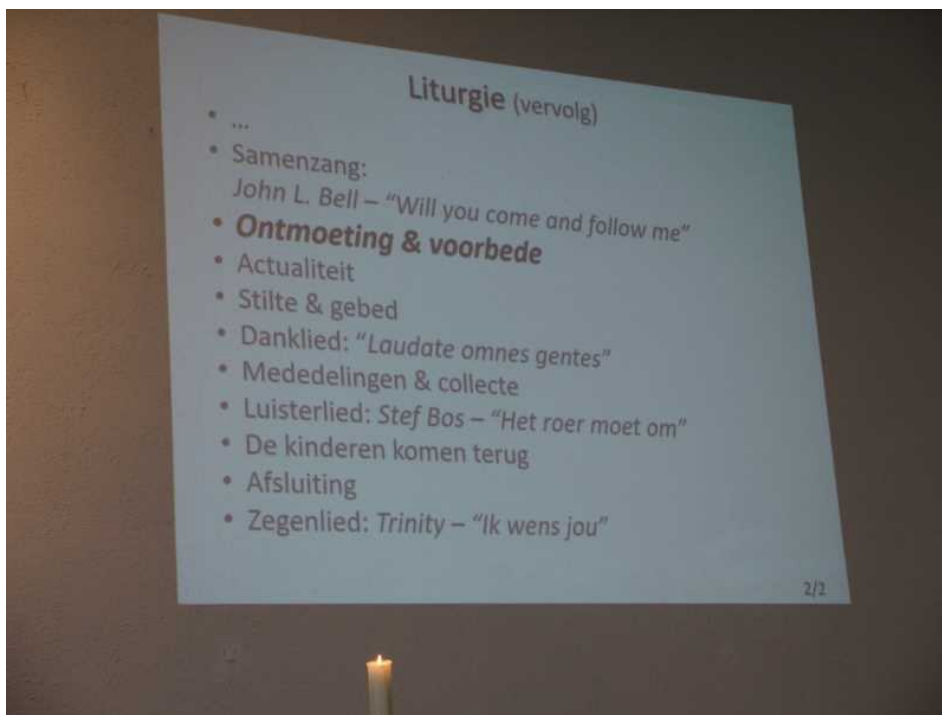 Liturgie (vervolg)
• ...
• Samenzang:
John L. Bell – “Will you come and follow me”
• Ontmoeting & voorbede
• Actualiteit
• Stilte & gebed
• Danklied: “Laudate omnes gentes”
• Mededelingen & collecte
• Luisterlied: Stef Bos – “Het roer moet om”
• De kinderen komen terug
• Afsluiting
• Zegenlied: Trinity – “Ik wens jou”
2/2